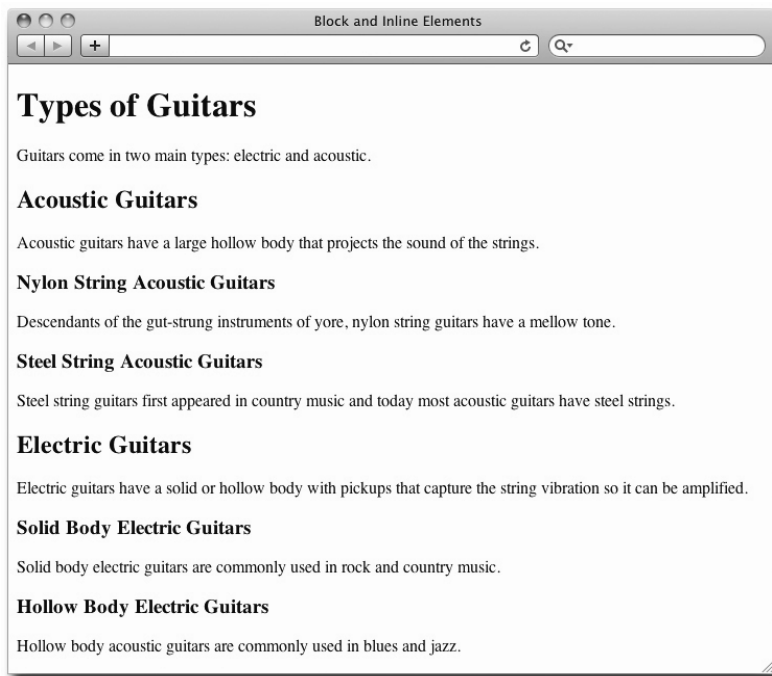 Block and Inline Elements
Types of Guitars
Guitars come in two main types: electric and acoustic.
Acoustic Guitars
Acoustic guitars have a large hollow body that projects the sound of the strings.
Nylon String Acoustic Guitars
Descendants of the gut-strung instruments of yore, nylon string guitars have a mellow tone.
Steel String Acoustic Guitars
Steel string guitars first appeared in country music and today most acoustic guitars have steel strings.
Electric Guitars
Electric guitars have a solid or hollow body with pickups that capture the string vibration so it can be amplified.
Solid Body Electric Guitars
Solid body electric guitars are commonly used in rock and country music.
Hollow Body Electric Guitars
Hollow body acoustic guitars are commonly used in blues and jazz.